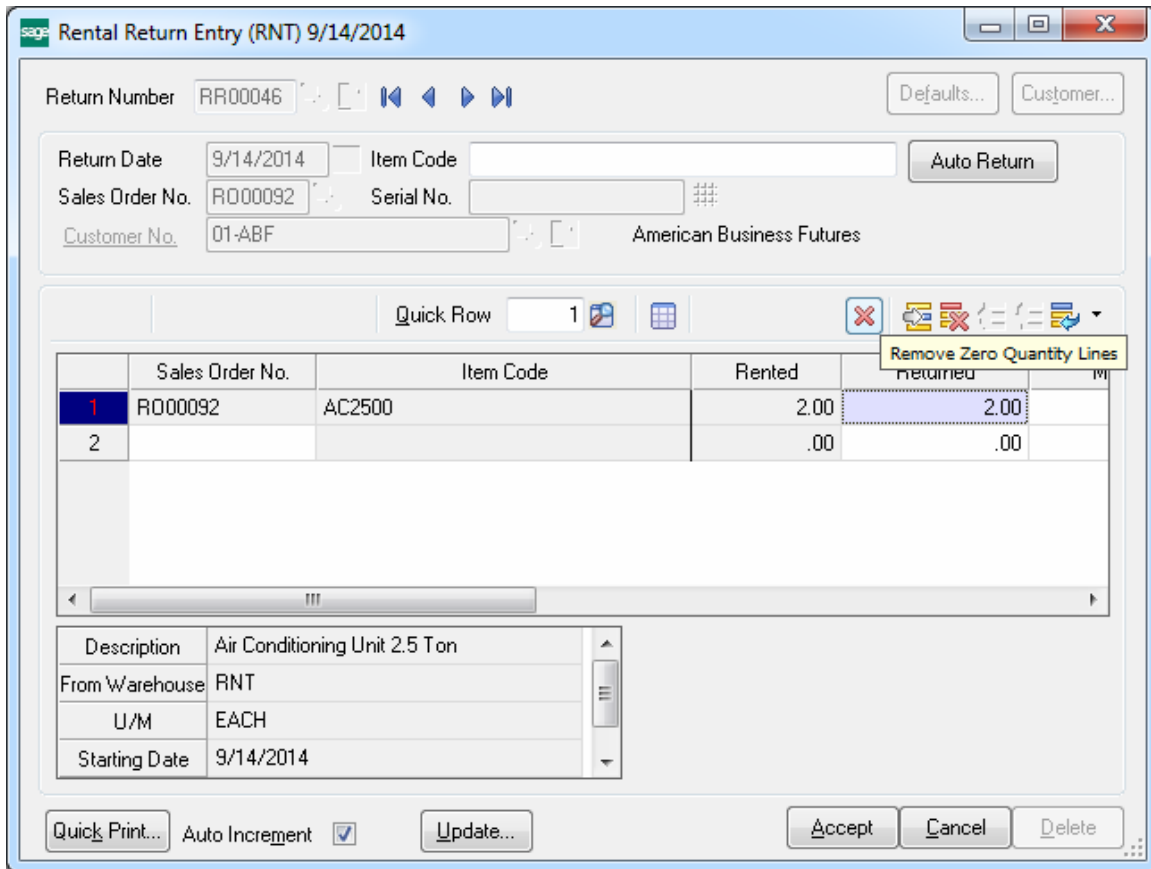 sage Rental Return Entry (RNT) 9/14/2014
Return Number RR00046 Defaults... Customer...
Return Date 9/14/2014 Item Code Auto Return
Sales Order No. RO00092 Serial No.
Customer No. 01-ABF American Business Futures
Quick Row 1
Remove Zero Quantity Lines
Sales Order No. Item Code Rented Returned M
1 RO00092 AC2500 2.00 2.00
2 .00 .00
Description Air Conditioning Unit 2.5 Ton
From Warehouse RNT
U/M EACH
Starting Date 9/14/2014
Quick Print... Auto Increment Update... Accept Cancel Delete